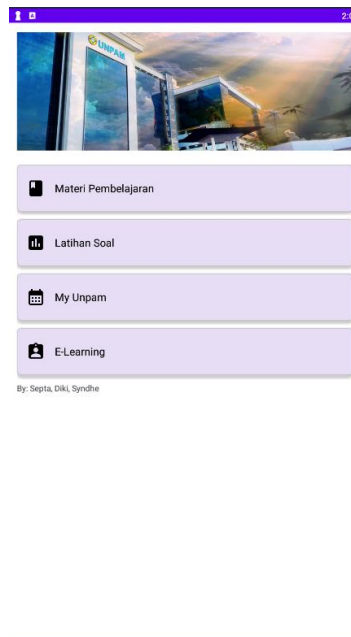 UNPAM
Materi Pembelajaran
Latihan Soal
My Unpam
E-Learning
By: Septa, Diki, Syndhe